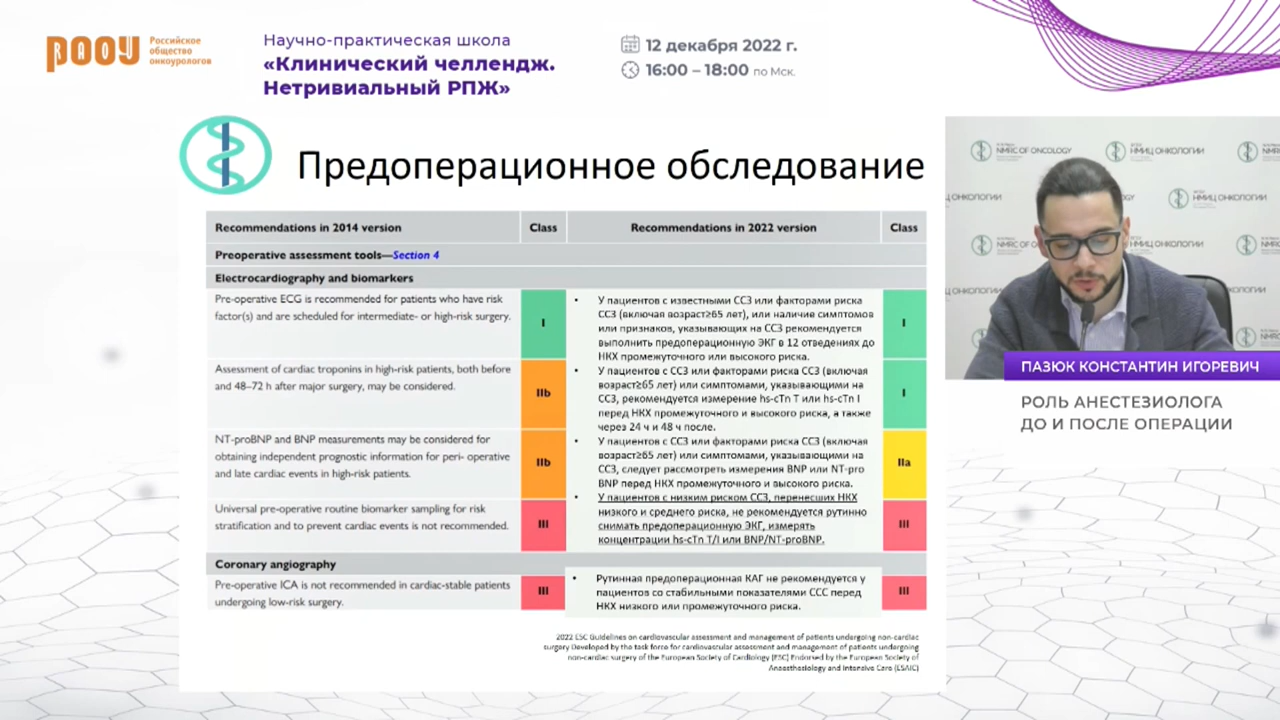 РАОУ
Российское
общество
онкоурологов
Научно-практическая школа
«Клинический челлендж.
Нетривиальный РПЖ»
12 декабря 2022 г.
16:00 – 18:00 по Мск.
Предоперационное обследование
Recommendations in 2014 version
Class
Recommendations in 2022 version
Class
Preoperative assessment tools—Section 4
Electrocardiography and biomarkers
Pre-operative ECG is recommended for patients who have risk
factor(s) and are scheduled for intermediate- or high-risk surgery.
I
• У пациентов с известными ССЗ или факторами риска
ССЗ (включая возраст≥65 лет), или наличие симптомов
или признаков, указывающих на ССЗ рекомендуется
выполнить предоперационную ЭКГ в 12 отведениях до
НКХ промежуточного или высокого риска.
I
Assessment of cardiac troponins in high-risk patients, both before
and 48–72 h after major surgery, may be considered.
IIb
• У пациентов с ССЗ или факторами риска ССЗ (включая
возраст≥65 лет) или симптомами, указывающими на
ССЗ, рекомендуется измерение hs-cTn T или hs-cTn I
перед НКХ промежуточного и высокого риска, а также
через 24 ч и 48 ч после.
I
NT-proBNP and BNP measurements may be considered for
obtaining independent prognostic information for peri- operative
and late cardiac events in high-risk patients.
IIb
• У пациентов с ССЗ или факторами риска ССЗ (включая
возраст≥65 лет) или симптомами, указывающими на
ССЗ, следует рассмотреть измерения BNP или NT-pro
BNP перед НКХ промежуточного и высокого риска.
IIa
Universal pre-operative routine biomarker sampling for risk
stratification and to prevent cardiac events is not recommended.
III
• У пациентов с низким риском ССЗ, перенесших НКХ
низкого и среднего риска, не рекомендуется рутинно
снимать предоперационную ЭКГ, измерять
концентрации hs-cTn T/I или BNP/NT-proBNP.
III
Coronary angiography
Pre-operative ICA is not recommended in cardiac-stable patients
undergoing low-risk surgery.
III
• Рутинная предоперационная КАГ не рекомендуется у
пациентов со стабильными показателями ССС перед
НКХ низкого или промежуточного риска.
III
2022 ESC Guidelines on cardiovascular assessment and management of patients undergoing non-cardiac
surgery Developed by the task force for cardiovascular assessment and management of patients undergoing
non-cardiac surgery of the European Society of Cardiology (ESC) Endorsed by the European Society of
Anaesthesiology and Intensive Care (ESAIC)
NMRC OF ONCOLOGY
НМИЦ ОНКОЛОГИИ
НМИЦ ОНКОЛОГИИ
NMRC OF ONCOLOGY
НМИЦ ОНКОЛОГИИ
ПАЗЮК КОНСТАНТИН ИГОРЕВИЧ
РОЛЬ АНЕСТЕЗИОЛОГА
ДО И ПОСЛЕ ОПЕРАЦИИ